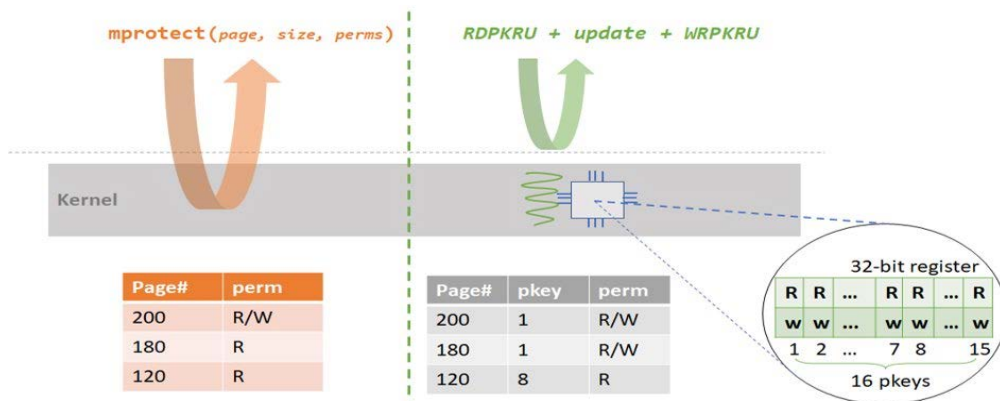 mprotect(page, size, perms)
RDPKRU + update + WRPKRU
Kernel
Page# perm
200 R/W
180 R
120 R
Page# pkey perm
200 1 R/W
180 1 R/W
120 8 R
32-bit register
R R ... R R ... R
w w ... w w ... w
1 2 ... 7 8 15
16 pkeys